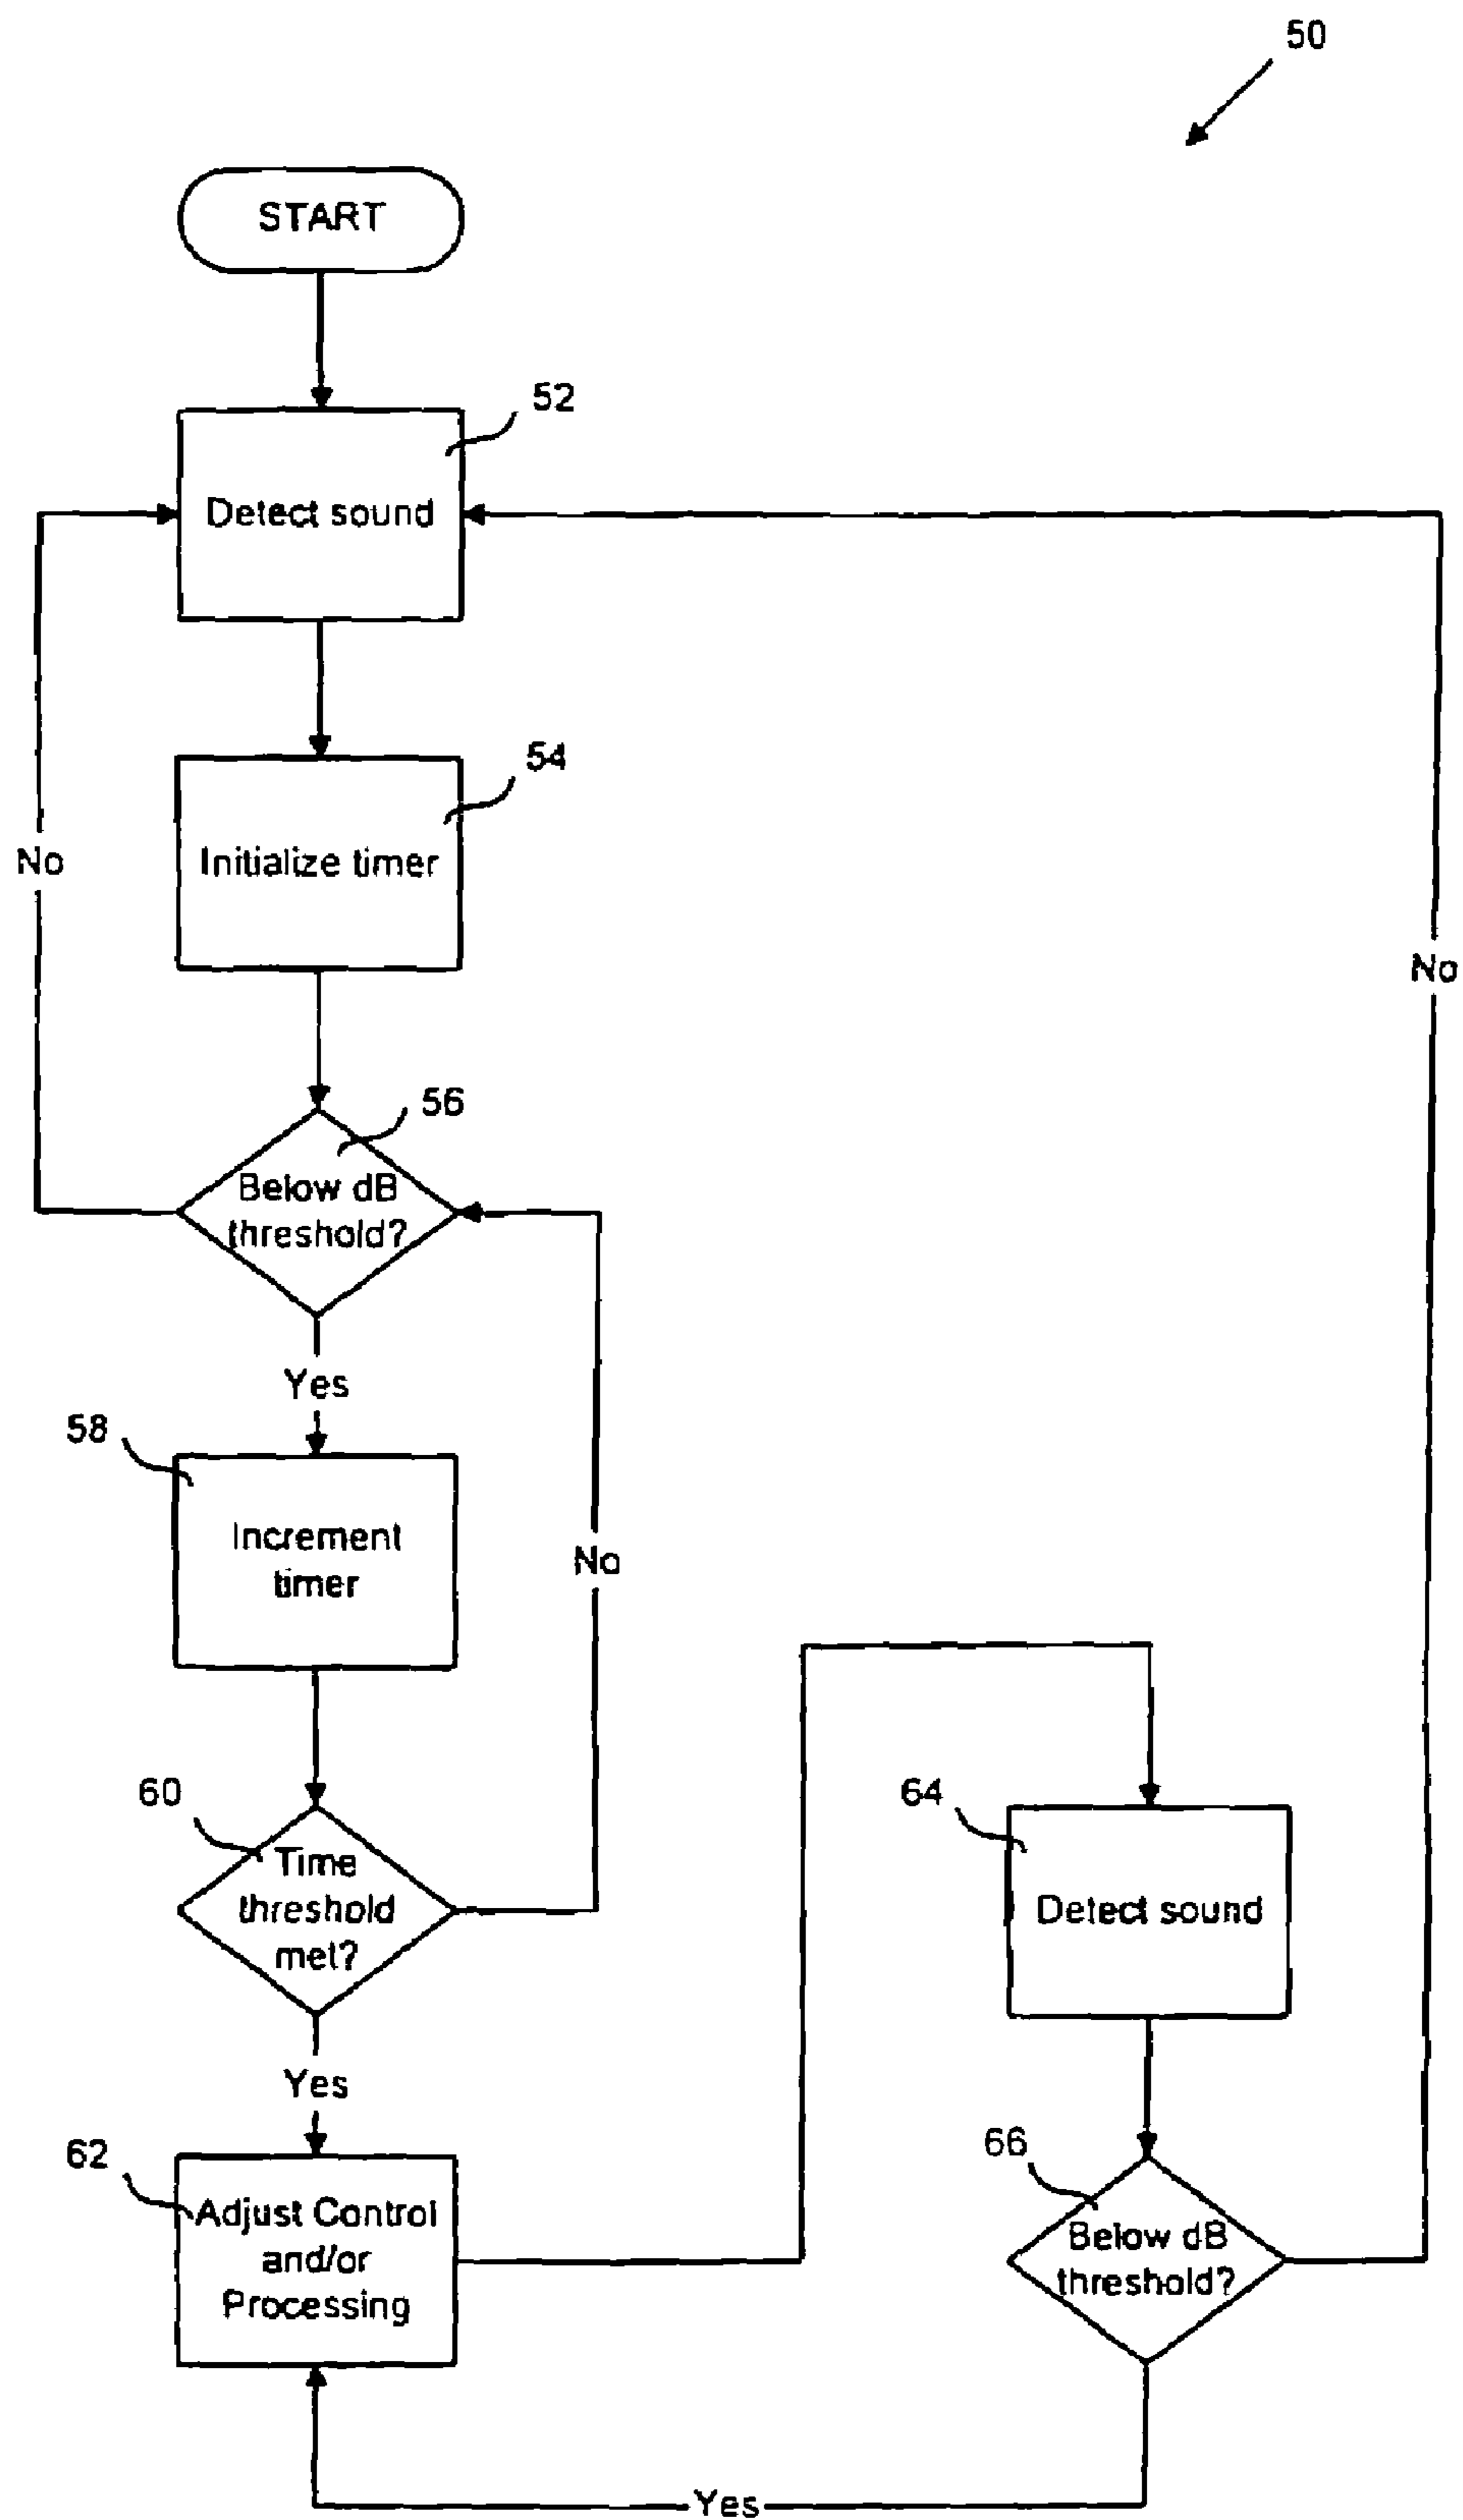 50
START
52
Detect sound
54
Initialize timer
No
No
56
Below dB
threshold?
Yes
58
Increment
timer
No
60
Time
threshold
met?
64
Detect sound
Yes
62
Adjust Control
and/or
Processing
66
Below dB
threshold?
Yes